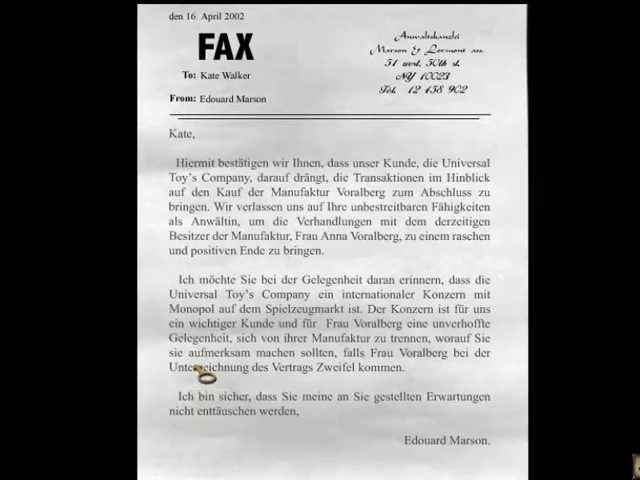 den 16. April 2002
FAX
To: Kate Walker
From: Edouard Marson
Anwaltskanzlei
Marson & Lormont ass.
51 west, 50th st.
NY 10023
Tél. 12 458 902
Kate,
Hiermit bestätigen wir Ihnen, dass unser Kunde, die Universal
Toy's Company, darauf drängt, die Transaktionen im Hinblick
auf den Kauf der Manufaktur Voralberg zum Abschluss zu
bringen. Wir verlassen uns auf Ihre unbestreitbaren Fähigkeiten
als Anwältin, um die Verhandlungen mit dem derzeitigen
Besitzer der Manufaktur, Frau Anna Voralberg, zu einem raschen
und positiven Ende zu bringen.
Ich möchte Sie bei der Gelegenheit daran erinnern, dass die
Universal Toy's Company ein internationaler Konzern mit
Monopol auf dem Spielzeugmarkt ist. Der Konzern ist für uns
ein wichtiger Kunde und für Frau Voralberg eine unverhoffte
Gelegenheit, sich von ihrer Manufaktur zu trennen, worauf Sie
sie aufmerksam machen sollten, falls Frau Voralberg bei der
Unterzeichnung des Vertrags Zweifel kommen.
Ich bin sicher, dass Sie meine an Sie gestellten Erwartungen
nicht enttäuschen werden,
Edouard Marson.